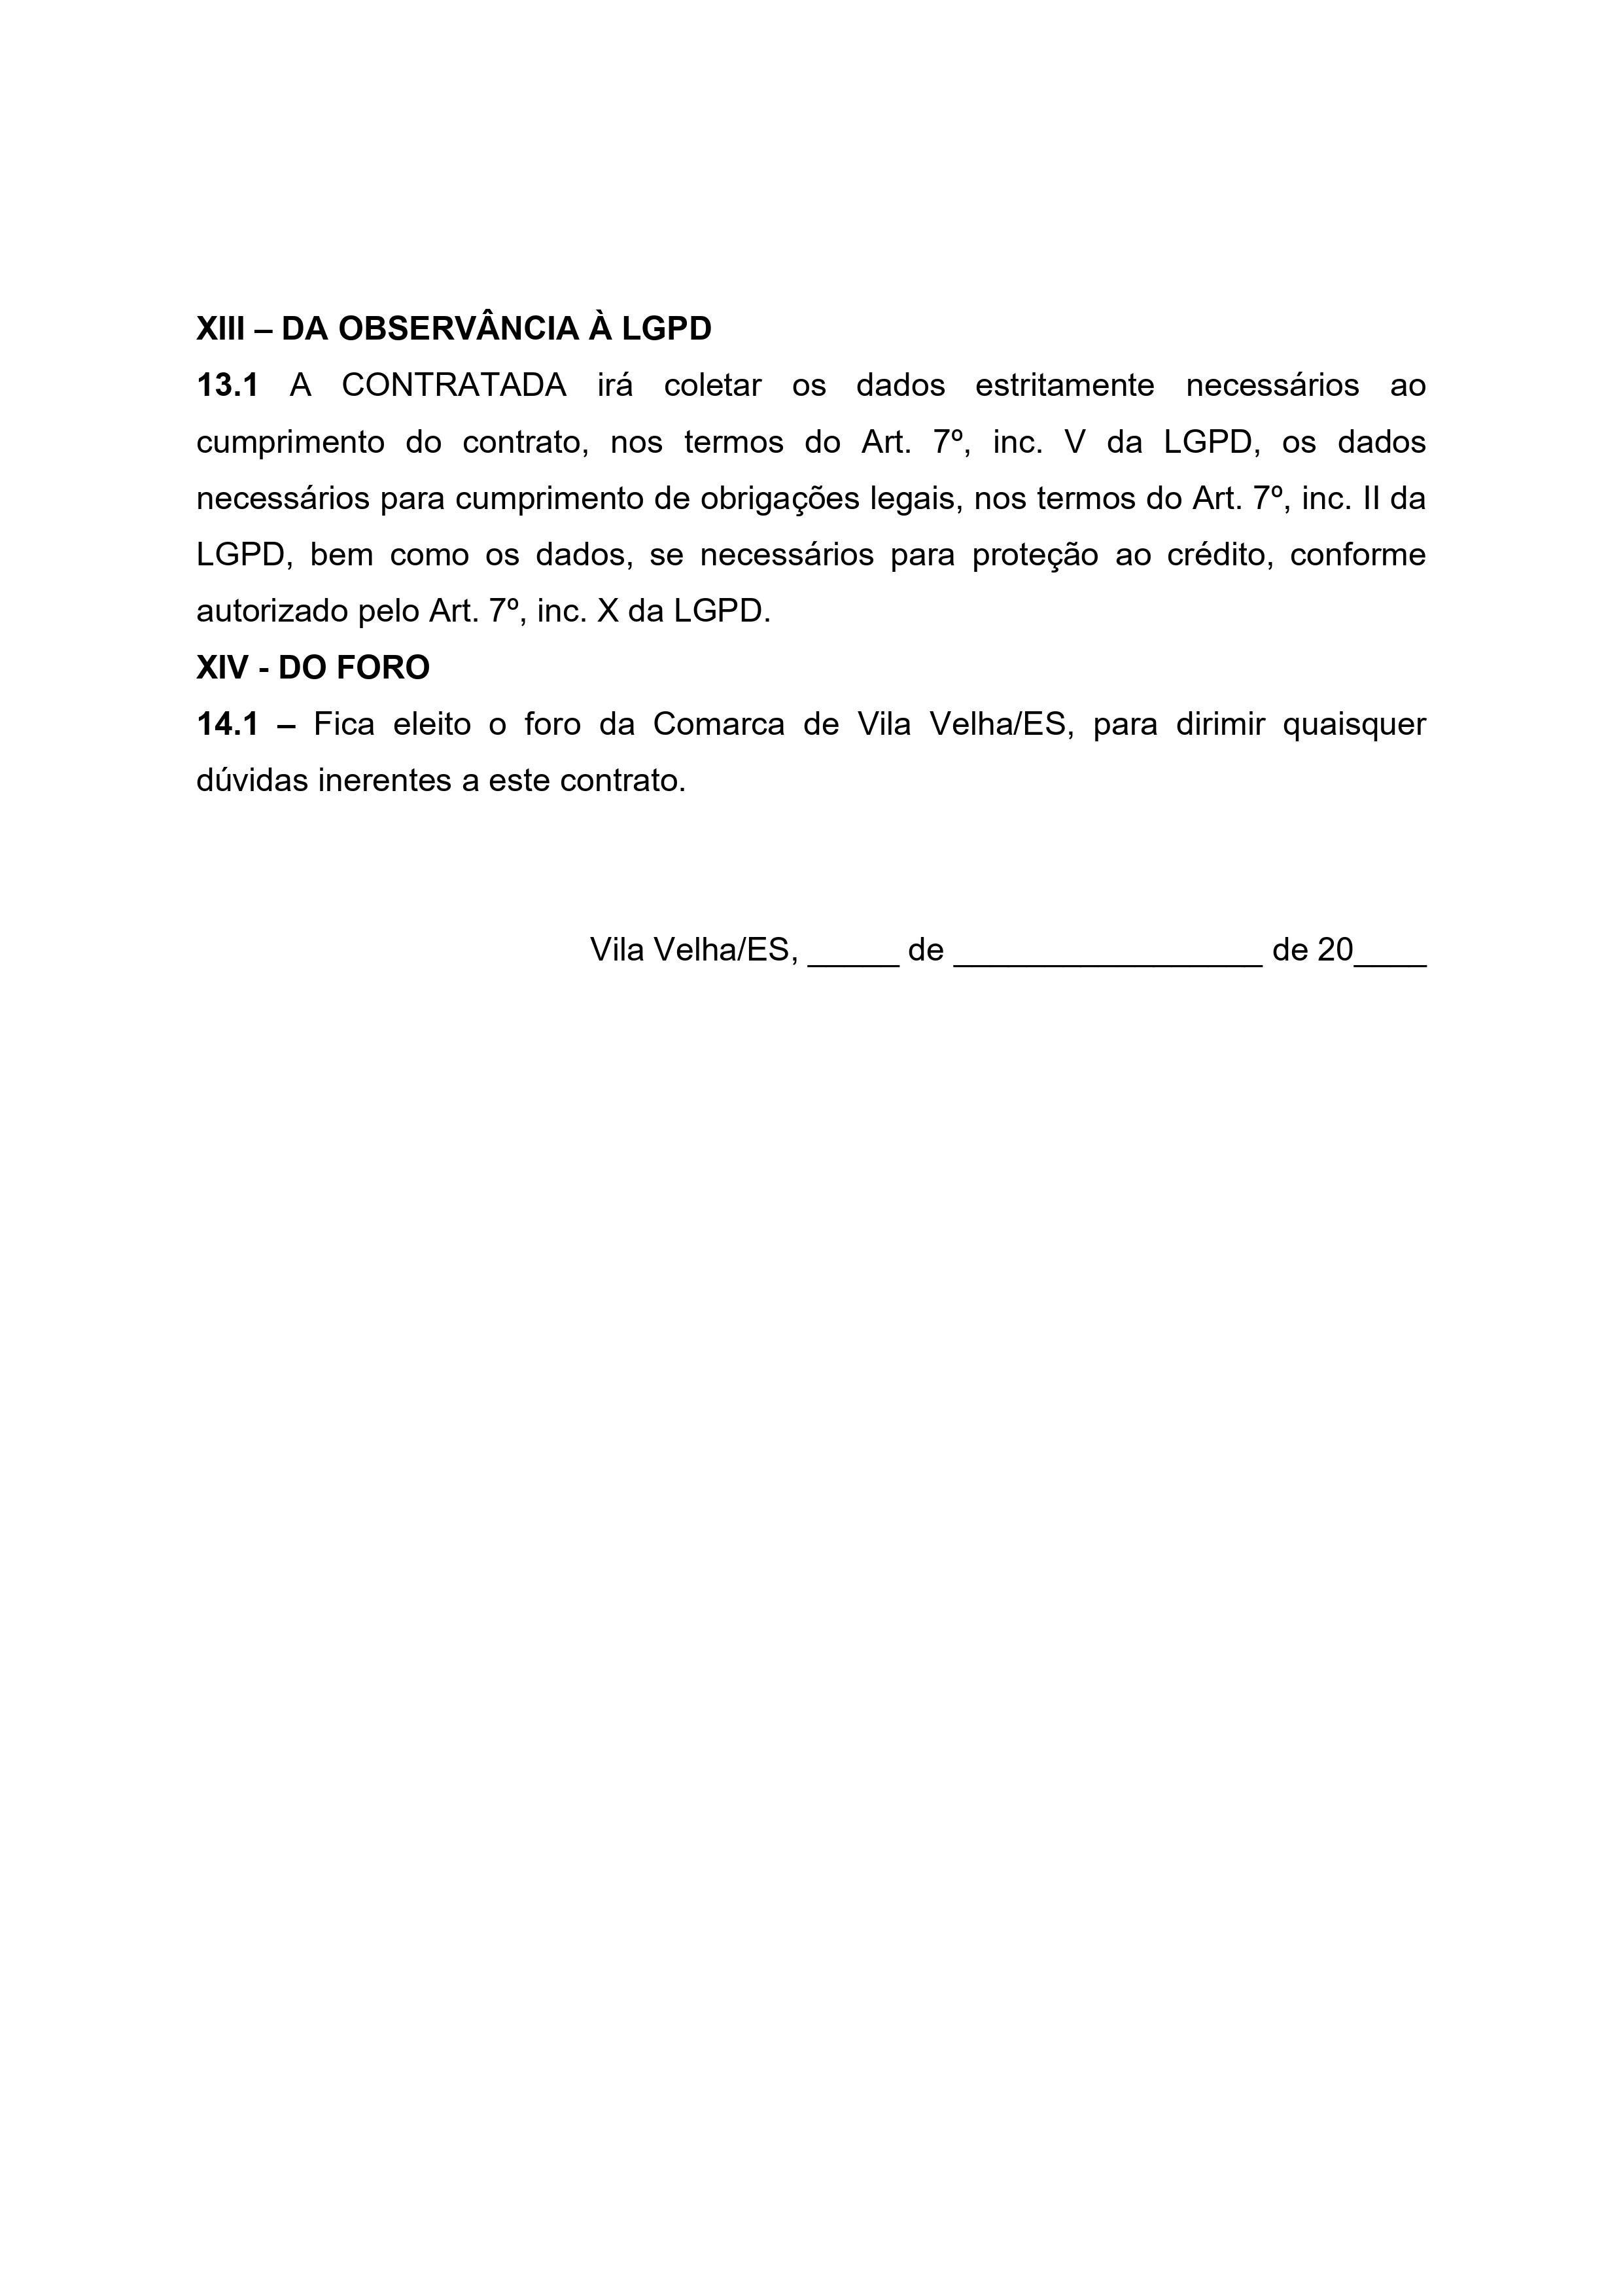 XIII – DA OBSERVÂNCIA À LGPD
13.1 A CONTRATADA irá coletar os dados estritamente necessários ao
cumprimento do contrato, nos termos do Art. 7º, inc. V da LGPD, os dados
necessários para cumprimento de obrigações legais, nos termos do Art. 7º, inc. II da
LGPD, bem como os dados, se necessários para proteção ao crédito, conforme
autorizado pelo Art. 7º, inc. X da LGPD.
XIV - DO FORO
14.1 – Fica eleito o foro da Comarca de Vila Velha/ES, para dirimir quaisquer
dúvidas inerentes a este contrato.
Vila Velha/ES, _____ de _________________ de 20____